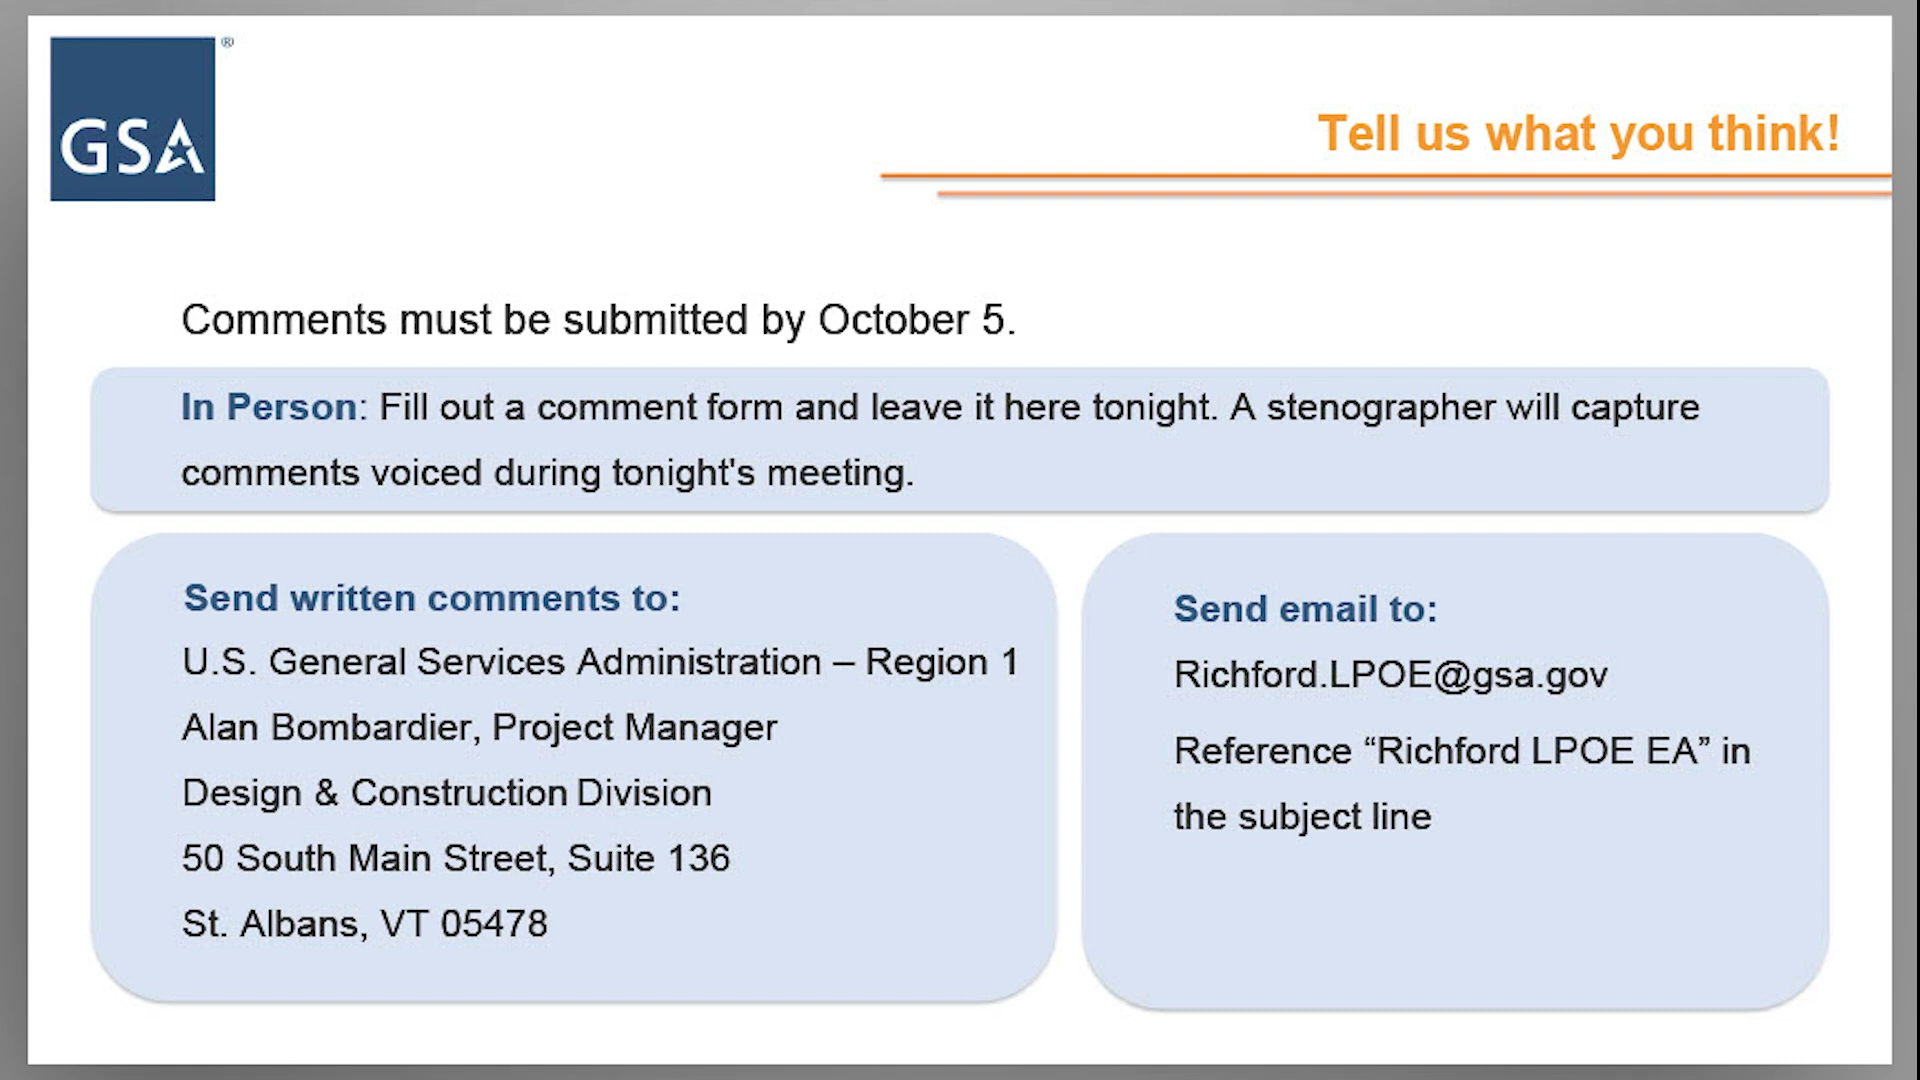 GSA
®
Tell us what you think!
Comments must be submitted by October 5.
In Person: Fill out a comment form and leave it here tonight. A stenographer will capture
comments voiced during tonight's meeting.
Send written comments to:
U.S. General Services Administration – Region 1
Alan Bombardier, Project Manager
Design & Construction Division
50 South Main Street, Suite 136
St. Albans, VT 05478
Send email to:
Richford.LPOE@gsa.gov
Reference “Richford LPOE EA” in
the subject line